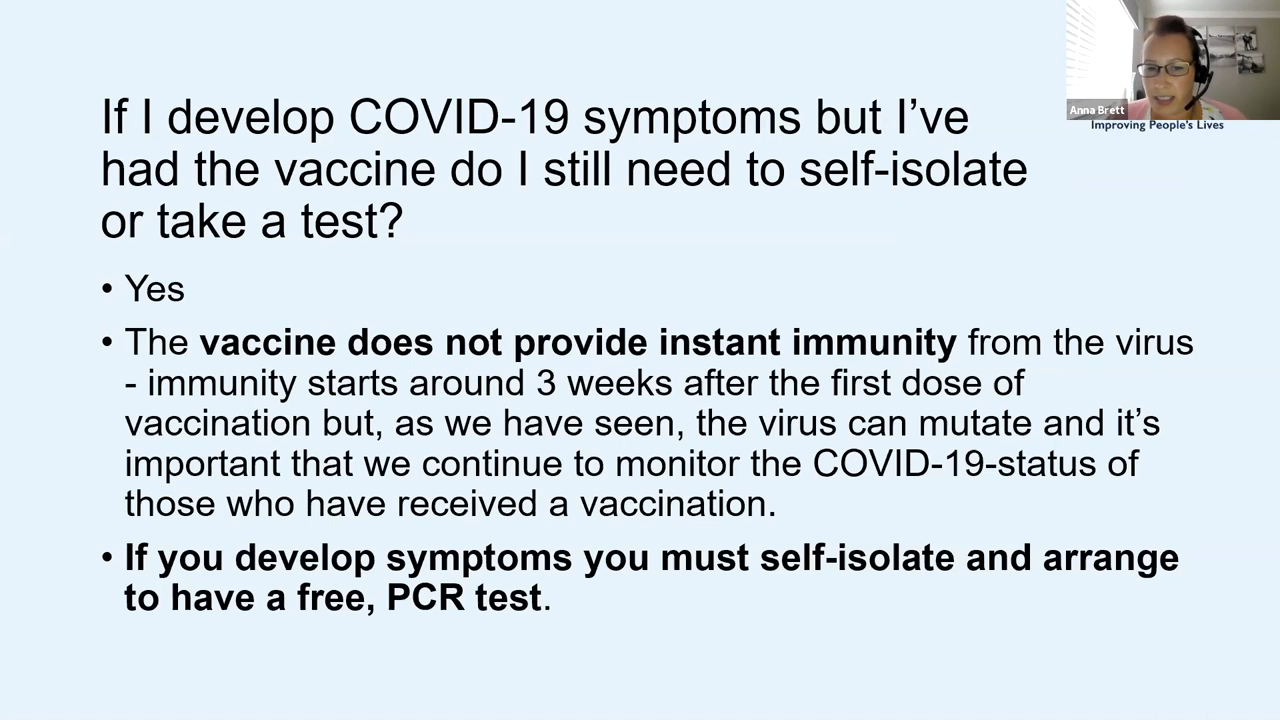 If I develop COVID-19 symptoms but I’ve
had the vaccine do I still need to self-isolate
or take a test?
Anna Brett
Improving People's Lives
• Yes
• The vaccine does not provide instant immunity from the virus
- immunity starts around 3 weeks after the first dose of
vaccination but, as we have seen, the virus can mutate and it’s
important that we continue to monitor the COVID-19-status of
those who have received a vaccination.
• If you develop symptoms you must self-isolate and arrange
to have a free, PCR test.